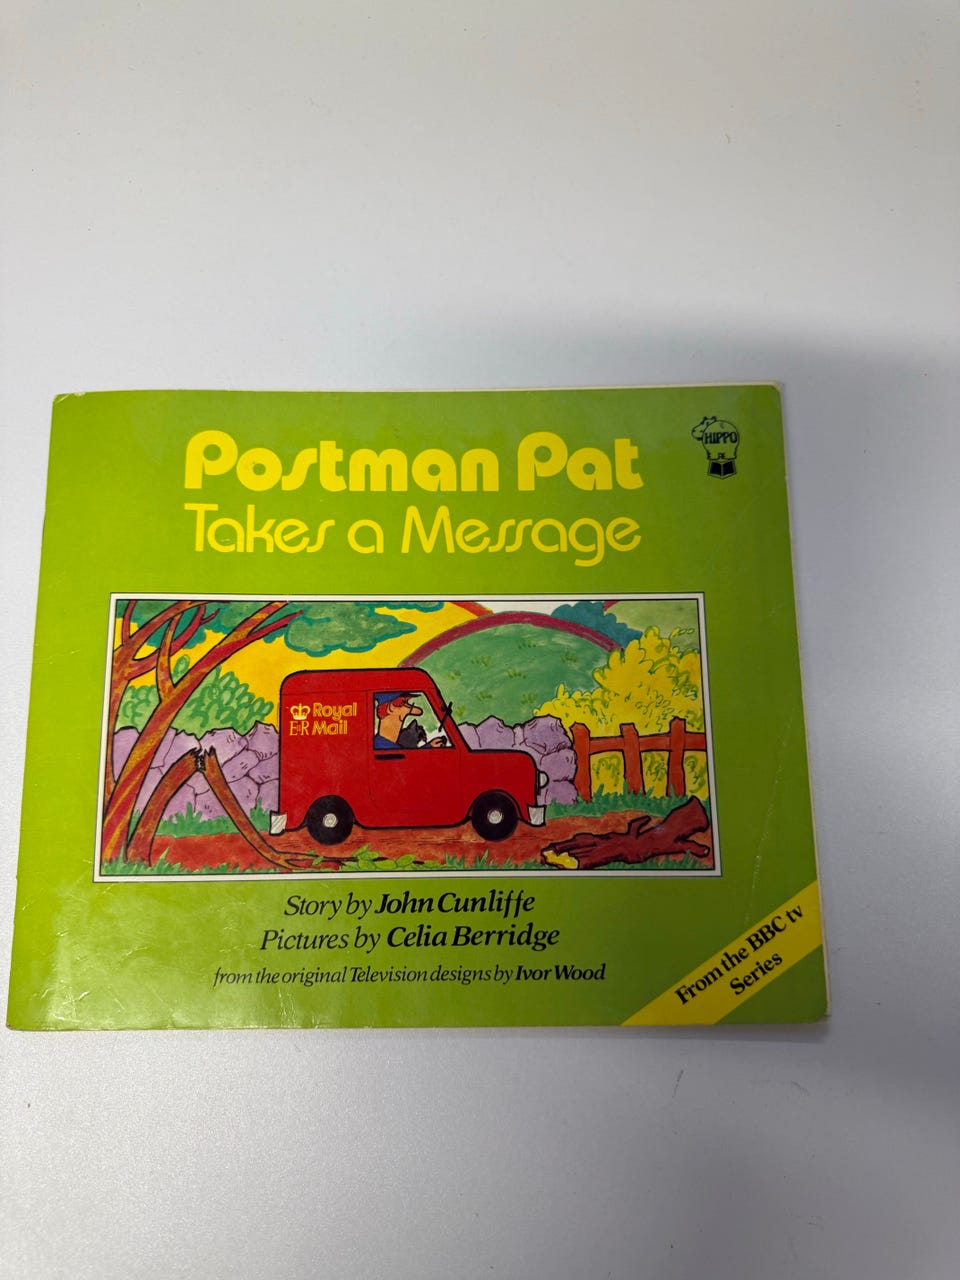 Postman Pat
Takes a Message
HIPPO
Royal
Mail
E R
Story by John Cunliffe
Pictures by Celia Berridge
from the original Television designs by Ivor Wood
From the BBC tv
Series